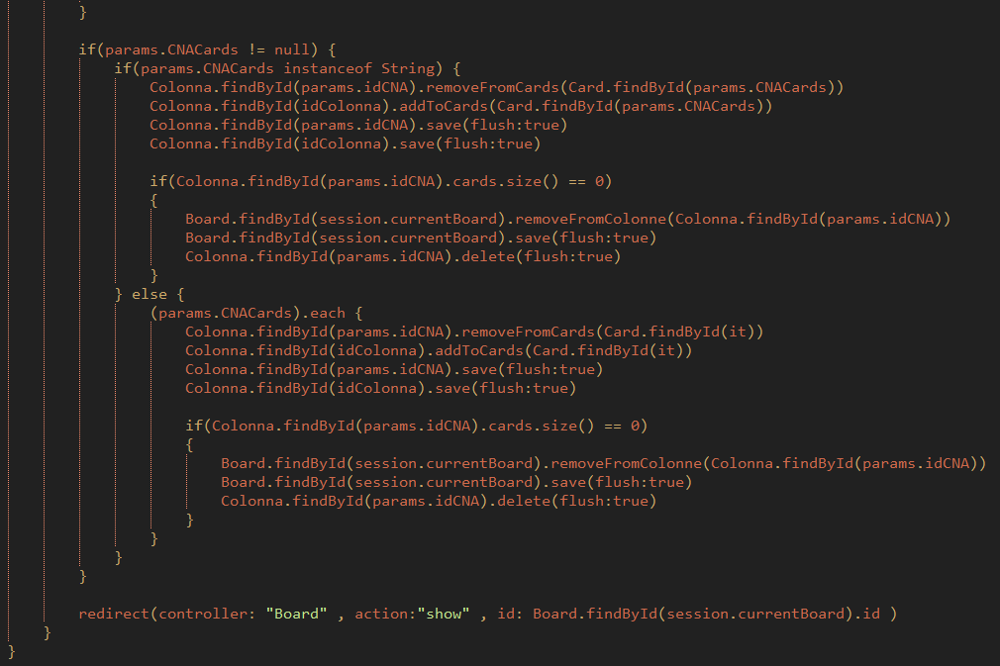 }
if(params.CNACards != null) {
if(params.CNACards instanceof String) {
Colonna.findById(params.idCNA).removeFromCards(Card.findById(params.CNACards))
Colonna.findById(idColonna).addToCards(Card.findById(params.CNACards))
Colonna.findById(params.idCNA).save(flush:true)
Colonna.findById(idColonna).save(flush:true)
if(Colonna.findById(params.idCNA).cards.size() == 0)
{
Board.findById(session.currentBoard).removeFromColonne(Colonna.findById(params.idCNA))
Board.findById(session.currentBoard).save(flush:true)
Colonna.findById(params.idCNA).delete(flush:true)
}
} else {
(params.CNACards).each {
Colonna.findById(params.idCNA).removeFromCards(Card.findById(it))
Colonna.findById(idColonna).addToCards(Card.findById(it))
Colonna.findById(params.idCNA).save(flush:true)
Colonna.findById(idColonna).save(flush:true)
if(Colonna.findById(params.idCNA).cards.size() == 0)
{
Board.findById(session.currentBoard).removeFromColonne(Colonna.findById(params.idCNA))
Board.findById(session.currentBoard).save(flush:true)
Colonna.findById(params.idCNA).delete(flush:true)
}
}
}
}
redirect(controller: "Board" , action:"show" , id: Board.findById(session.currentBoard).id )
}
}